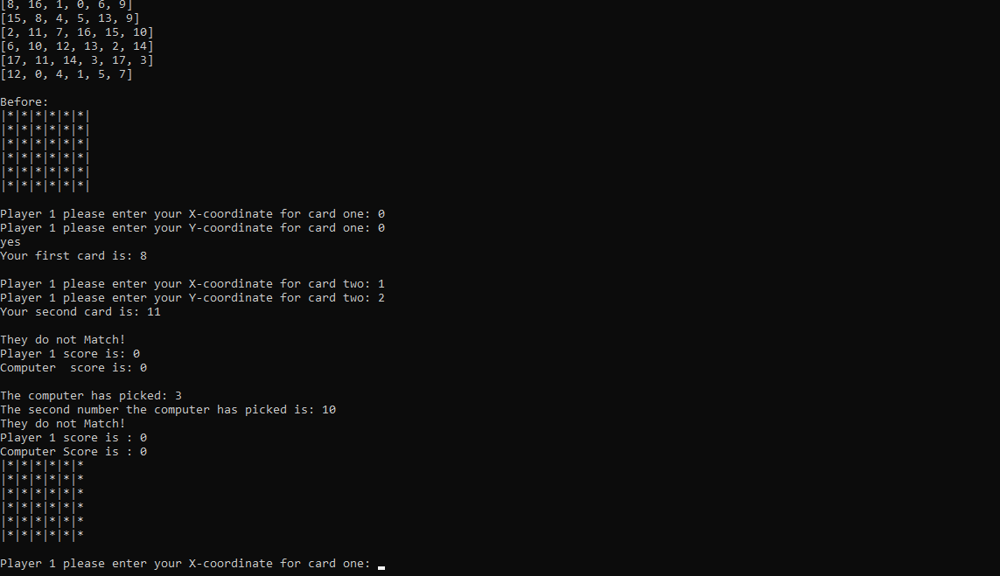 [8, 16, 1, 0, 6, 9]
[15, 8, 4, 5, 13, 9]
[2, 11, 7, 16, 15, 10]
[6, 10, 12, 13, 2, 14]
[17, 11, 14, 3, 17, 3]
[12, 0, 4, 1, 5, 7]
Before:
|*|*|*|*|*|*|
|*|*|*|*|*|*|
|*|*|*|*|*|*|
|*|*|*|*|*|*|
|*|*|*|*|*|*|
|*|*|*|*|*|*|
Player 1 please enter your X-coordinate for card one: 0
Player 1 please enter your Y-coordinate for card one: 0
yes
Your first card is: 8
Player 1 please enter your X-coordinate for card two: 1
Player 1 please enter your Y-coordinate for card two: 2
Your second card is: 11
They do not Match!
Player 1 score is: 0
Computer  score is: 0
The computer has picked: 3
The second number the computer has picked is: 10
They do not Match!
Player 1 score is : 0
Computer Score is : 0
|*|*|*|*|*|*
|*|*|*|*|*|*
|*|*|*|*|*|*
|*|*|*|*|*|*
|*|*|*|*|*|*
|*|*|*|*|*|*
Player 1 please enter your X-coordinate for card one: